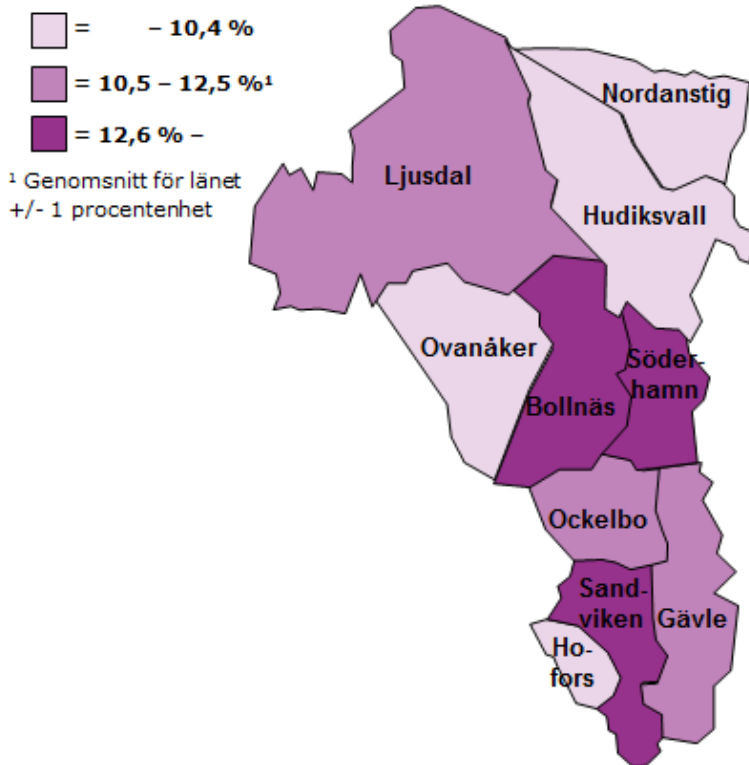 = – 10,4 %
= 10,5 – 12,5 %¹
= 12,6 % –
¹ Genomsnitt för länet
+/- 1 procentenhet
Nordanstig
Ljusdal
Hudiksvall
Ovanåker
Söder-
hamn
Bollnäs
Ockelbo
Sand-
viken
Gävle
Ho-
fors